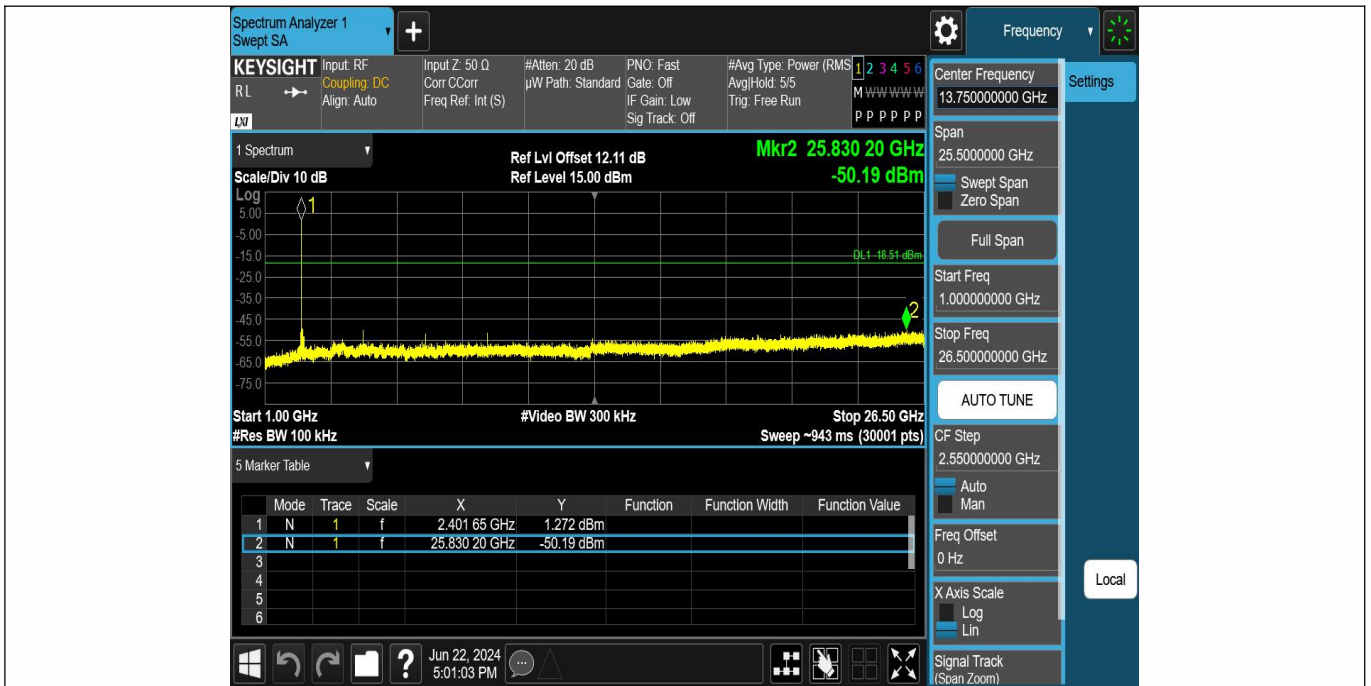 Spectrum Analyzer 1
Swept SA
+
Frequency
KEYSIGHT
RL
LXI
Input: RF
Coupling: DC
Align: Auto
Input Z: 50 Ω
Corr CCorr
Freq Ref: Int (S)
#Atten: 20 dB
µW Path: Standard
PNO: Fast
Gate: Off
IF Gain: Low
Sig Track: Off
#Avg Type: Power (RMS
Avg|Hold: 5/5
Trig: Free Run
1 2 3 4 5 6
M W W W W W
P P P P P P
1 Spectrum
Scale/Div 10 dB
Ref Lvl Offset 12.11 dB
Ref Level 15.00 dBm
Mkr2 25.830 20 GHz
-50.19 dBm
Log
5.00
-5.00
-15.0
-25.0
-35.0
-45.0
-55.0
-65.0
-75.0
1
DL1 -18.51 dBm
2
Start 1.00 GHz
#Video BW 300 kHz
Stop 26.50 GHz
#Res BW 100 kHz
Sweep ~943 ms (30001 pts)
5 Marker Table
Mode Trace Scale X Y Function Function Width Function Value
1 N 1 f 2.401 65 GHz 1.272 dBm
2 N 1 f 25.830 20 GHz -50.19 dBm
3
4
5
6
?
Jun 22, 2024
5:01:03 PM
Center Frequency
13.750000000 GHz
Settings
Span
25.5000000 GHz
Swept Span
Zero Span
Full Span
Start Freq
1.000000000 GHz
Stop Freq
26.500000000 GHz
AUTO TUNE
CF Step
2.550000000 GHz
Auto
Man
Freq Offset
0 Hz
Local
X Axis Scale
Log
Lin
Signal Track
(Span Zoom)